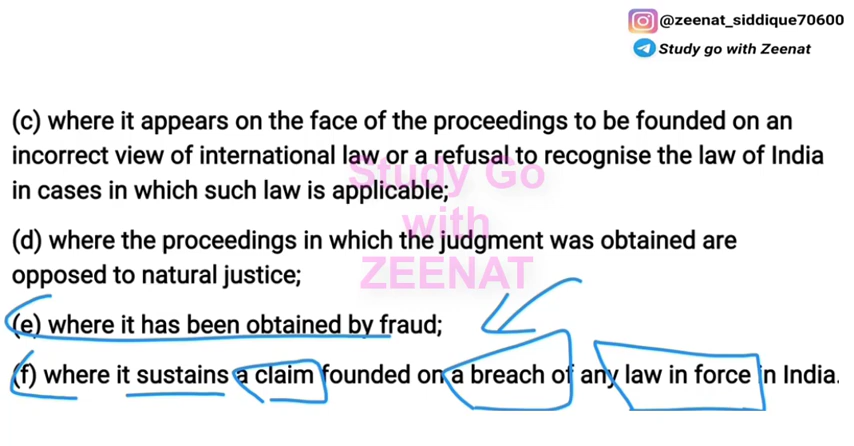 @zeenat_siddique70600
Study go with Zeenat
(c) where it appears on the face of the proceedings to be founded on an
incorrect view of international law or a refusal to recognise the law of India
in cases in which such law is applicable;
Study Go
with
ZEENAT
(d) where the proceedings in which the judgment was obtained are
opposed to natural justice;
(e) where it has been obtained by fraud;
(f) where it sustains a claim founded on a breach of any law in force in India.